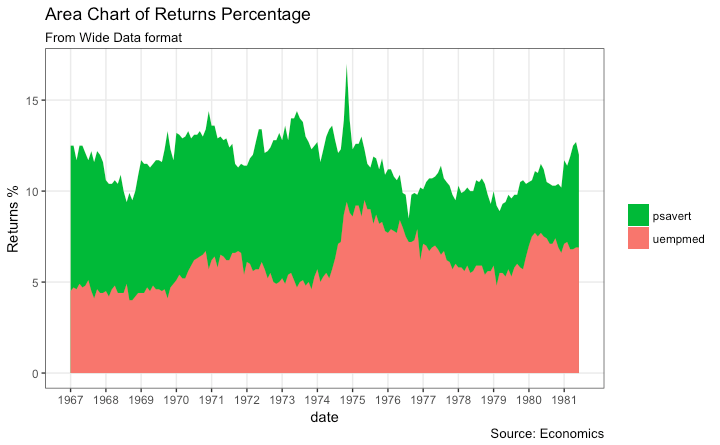 Area Chart of Returns Percentage
From Wide Data format
Returns %
15
10
5
0
1967 1968 1969 1970 1971 1972 1973 1974 1975 1976 1977 1978 1979 1980 1981
date
psavert
uempmed
Source: Economics